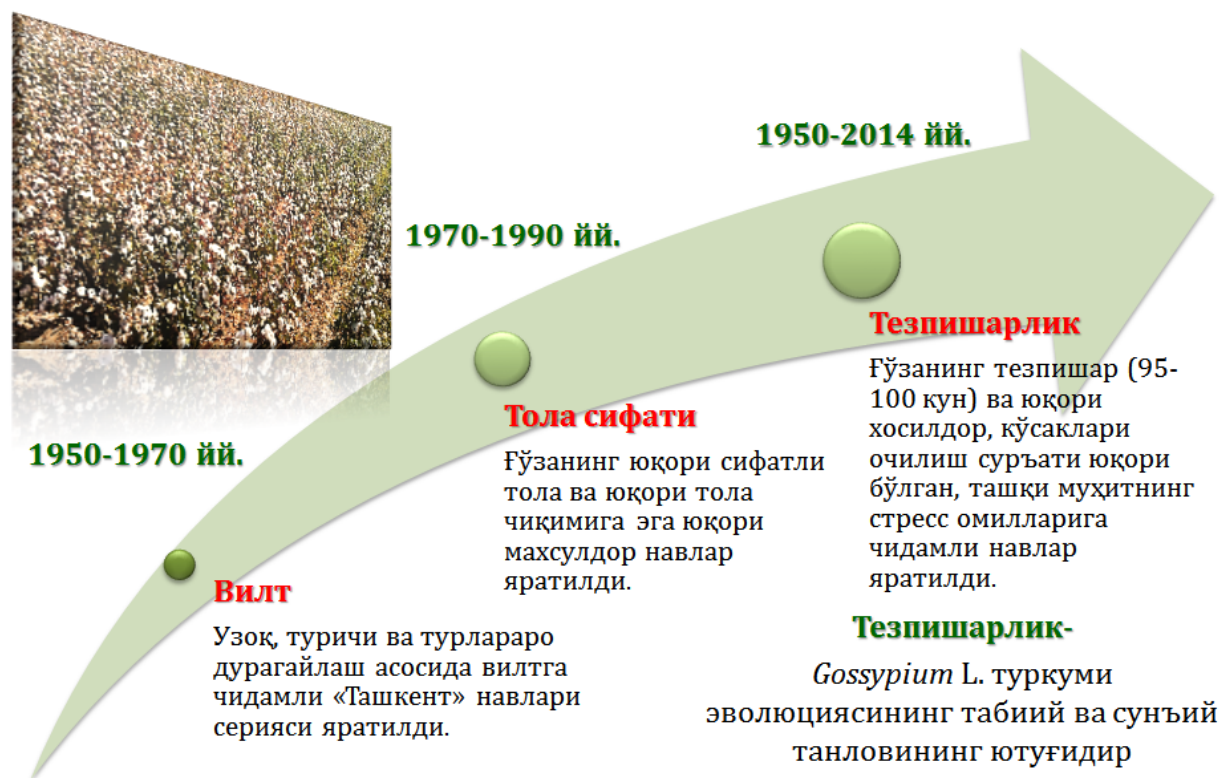 1950-1970 йй.
Вилт
Узоқ, туричи ва турлараро
дурагайлаш асосида вилтга
чидамли «Ташкент» навлари
серияси яратилди.
1970-1990 йй.
Тола сифати
Ғўзанинг юқори сифатли
тола ва юқори тола
чиқимига эга юқори
махсулдор навлар
яратилди.
1950-2014 йй.
Тезпишарлик
Ғўзанинг тезпишар (95-
100 кун) ва юқори
хосилдор, кўсаклари
очилиш суръати юқори
бўлган, ташқи муҳитнинг
стресс омилларига
чидамли навлар
яратилди.
Тезпишарлик-
Gossypium L. туркуми
эволюциясининг табиий ва сунъий
танловининг ютуғидир